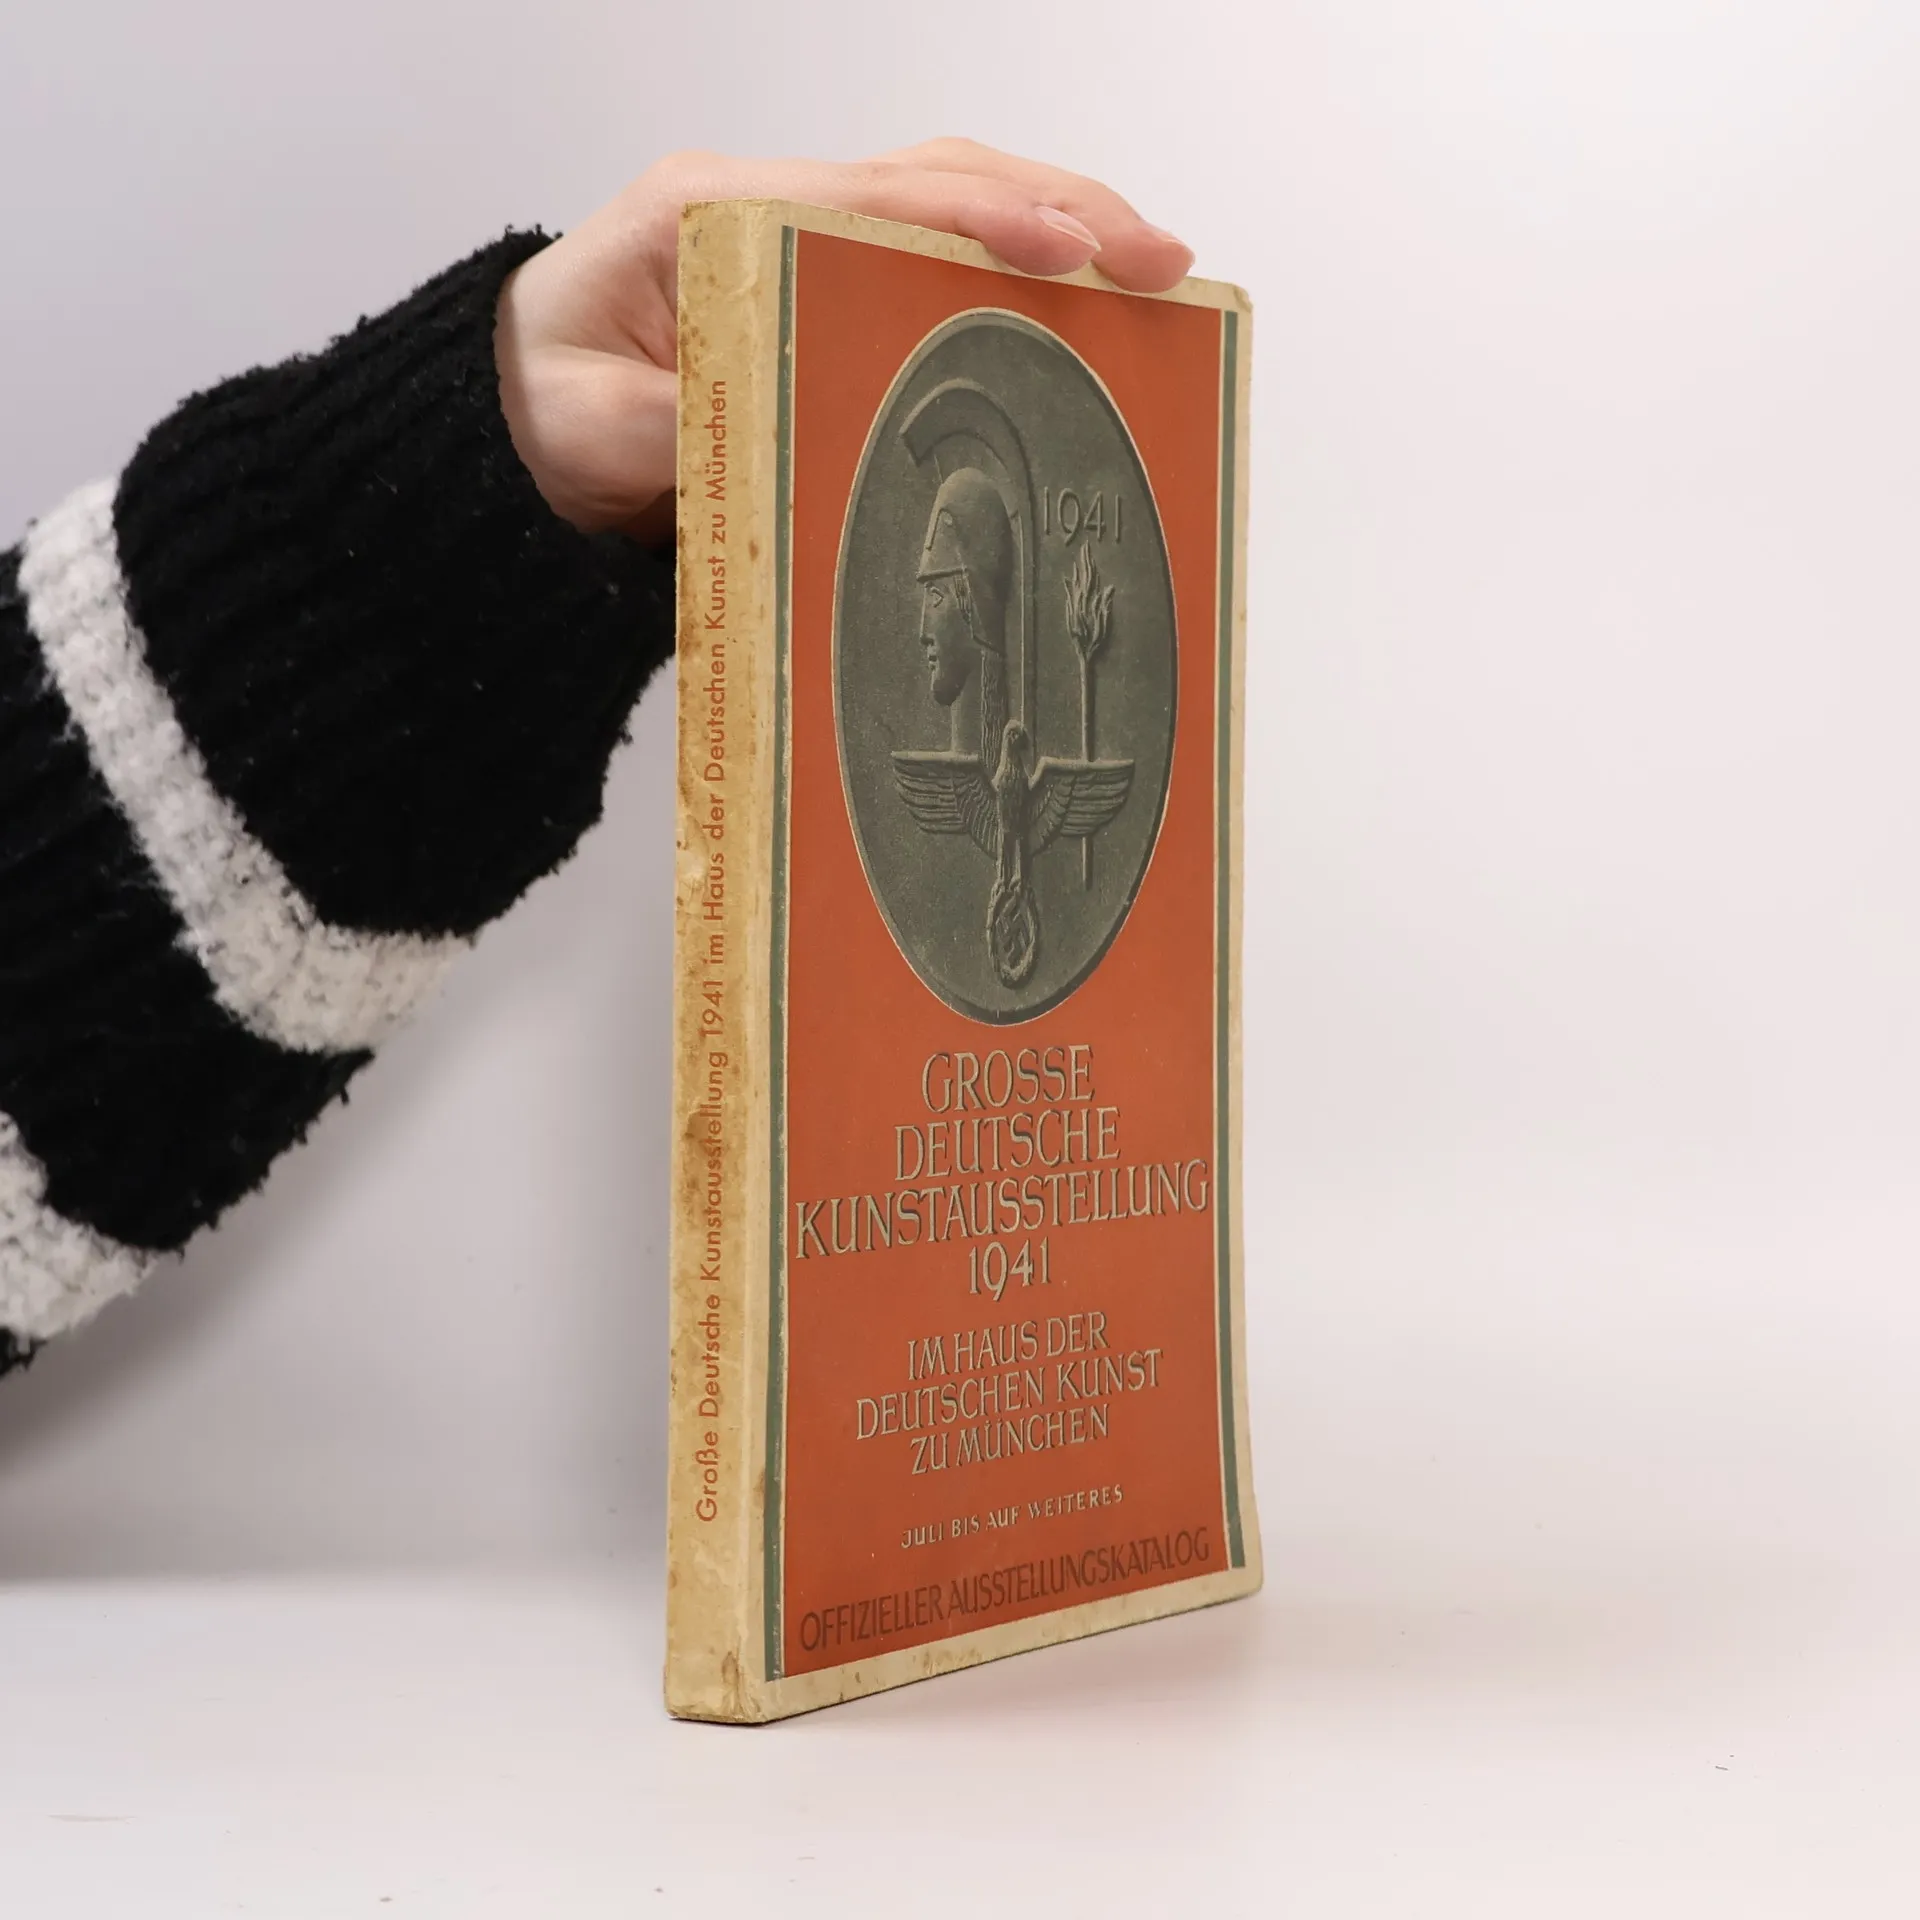 Große Deutsche Kunstausstellung 1941 im Haus der Deutschen Kunst zu München
1941
GROSSE
DEUTSCHE
KUNSTAUSSTELLUNG
1941
IM HAUS DER
DEUTSCHEN KUNST
ZU MÜNCHEN
JULI BIS AUF WEITERES
OFFIZIELLER AUSSTELLUNGSKATALOG